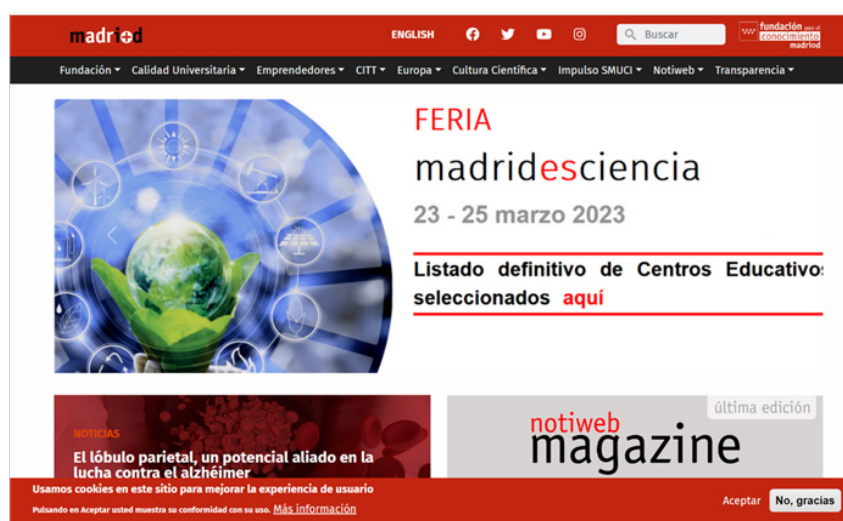 madri+d
ENGLISH
Buscar
fundación para el
conocimiento
madrimasd
Fundación
Calidad Universitaria
Emprendedores
CITT
Europa
Cultura Científica
Impulso SMUCI
Notiweb
Transparencia
FERIA
madridesciencia
23 - 25 marzo 2023
Listado definitivo de Centros Educativos
seleccionados aquí
NOTICIAS
El lóbulo parietal, un potencial aliado en la
lucha contra el alzhéimer
última edición
notiweb
magazine
Usamos cookies en este sitio para mejorar la experiencia de usuario
Pulsando en Aceptar usted muestra su conformidad con su uso. Más información
Aceptar
No, gracias